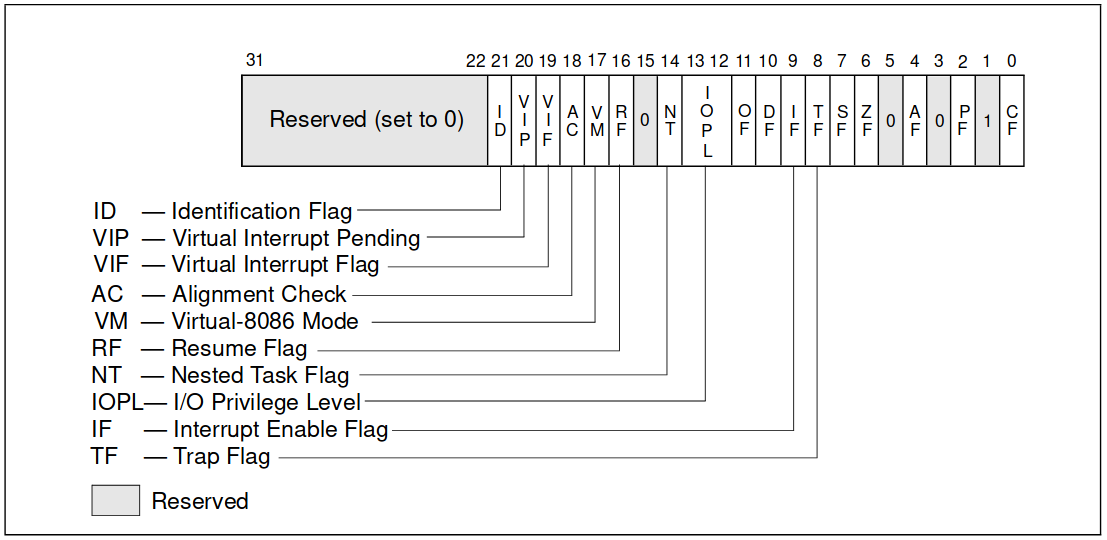 31 22 21 20 19 18 17 16 15 14 13 12 11 10 9 8 7 6 5 4 3 2 1 0
Reserved (set to 0) ID VIP VIF AC VM RF 0 NT IOPL OF DF IF TF SF ZF 0 AF 0 PF 1 CF
ID — Identification Flag
VIP — Virtual Interrupt Pending
VIF — Virtual Interrupt Flag
AC — Alignment Check
VM — Virtual-8086 Mode
RF — Resume Flag
NT — Nested Task Flag
IOPL — I/O Privilege Level
IF — Interrupt Enable Flag
TF — Trap Flag
Reserved